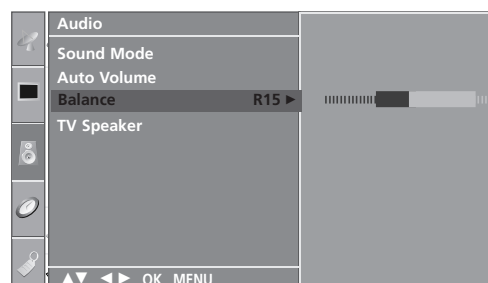 Audio
Sound Mode
Auto Volume
Balance R15 ►
TV Speaker
▲▼ ◄► OK MENU